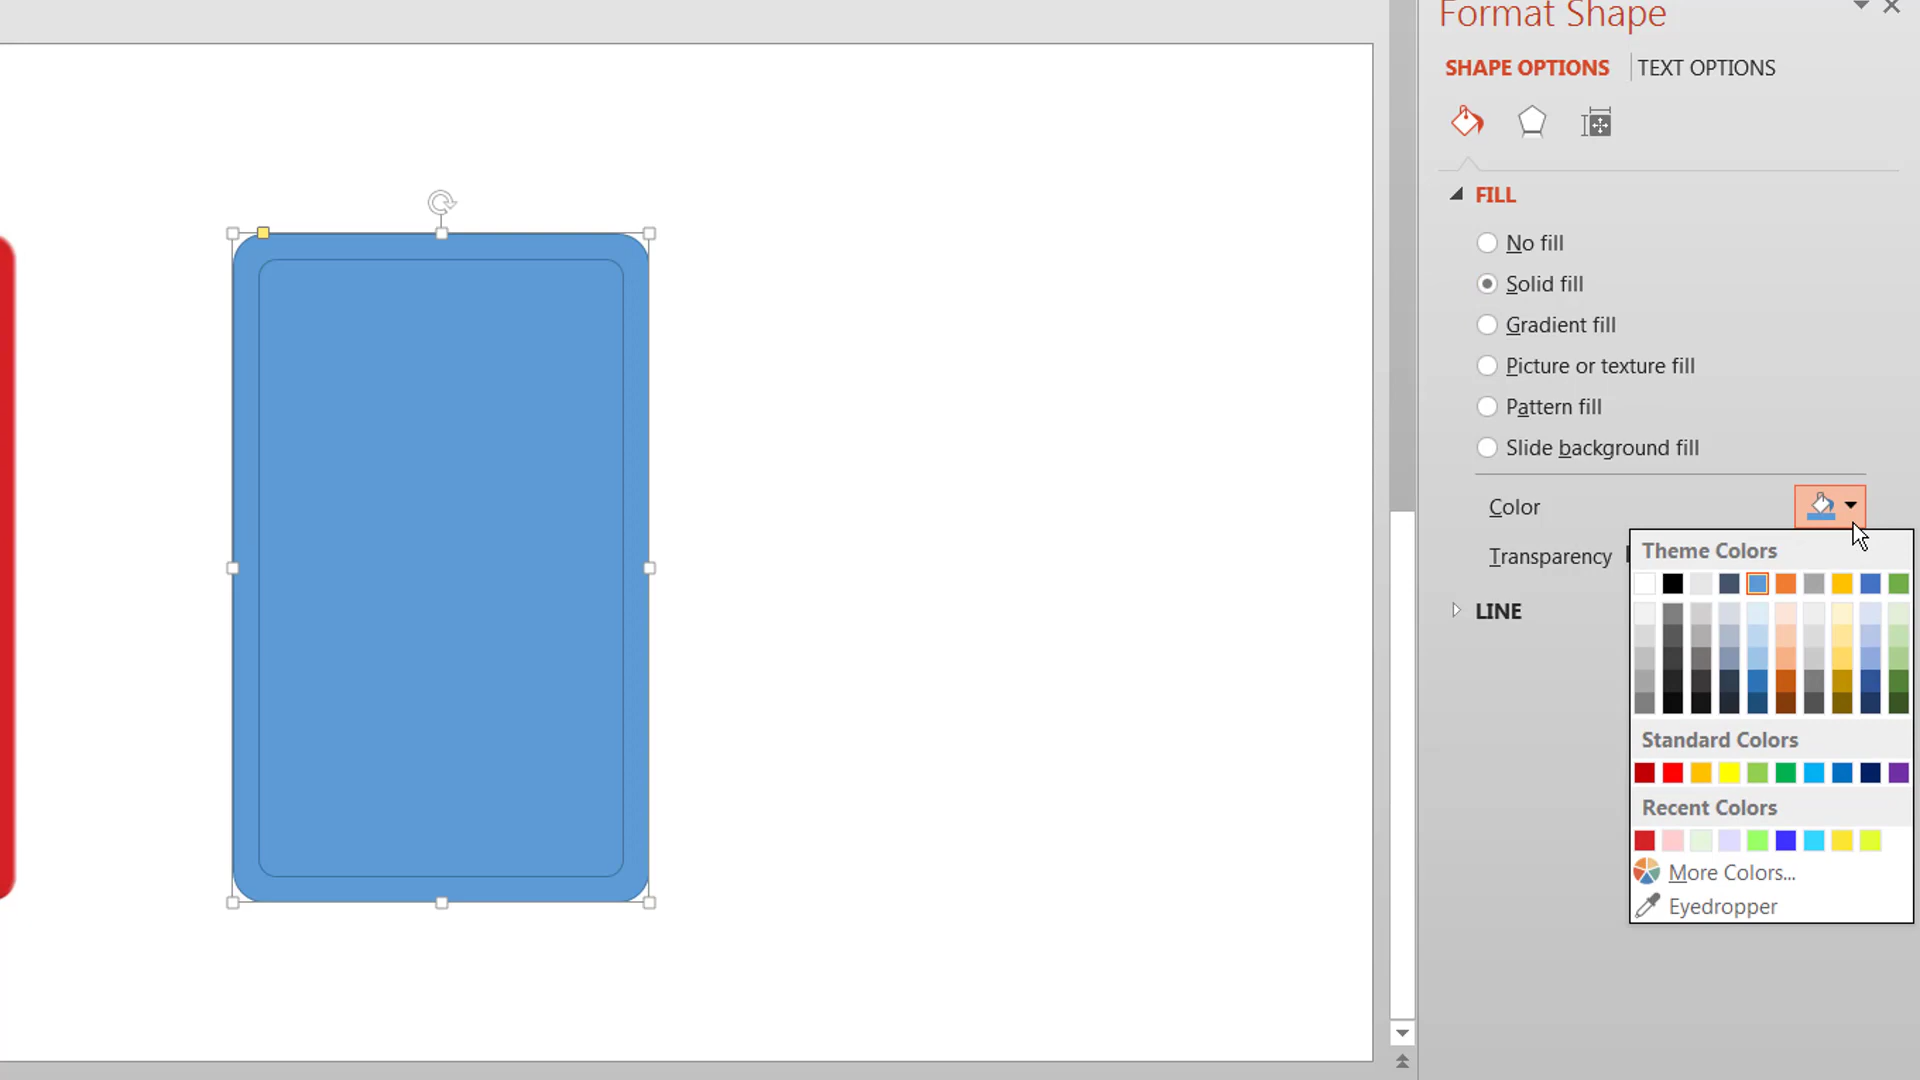 Format Shape
SHAPE OPTIONS
TEXT OPTIONS
FILL
No fill
Solid fill
Gradient fill
Picture or texture fill
Pattern fill
Slide background fill
Color
Transparency
LINE
Theme Colors
Standard Colors
Recent Colors
More Colors...
Eyedropper